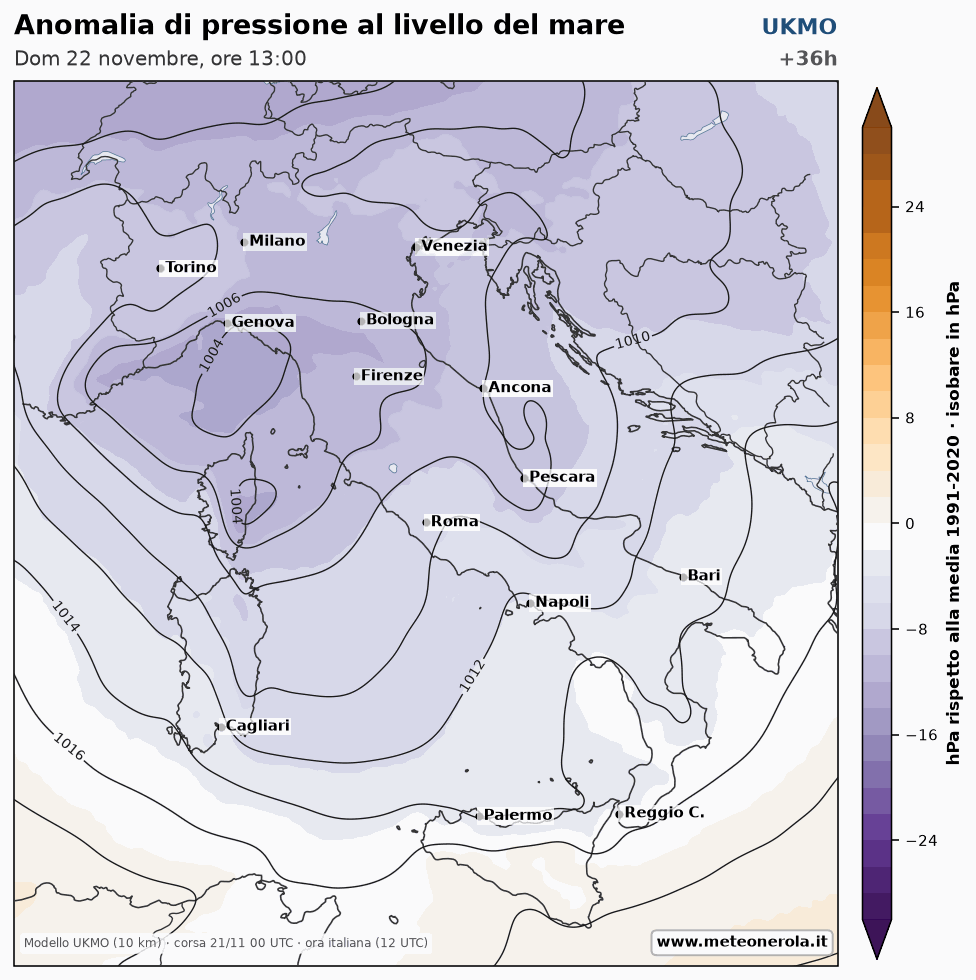 Anomalia di pressione al livello del mare
UKMO
Dom 22 novembre, ore 13:00
+36h
Milano
Venezia
Torino
1006
Genova
Bologna
1010
1004
Firenze
Ancona
Pescara
1004
Roma
Bari
Napoli
1014
1012
Cagliari
1016
Palermo
Reggio C.
Modello UKMO (10 km) · corsa 21/11 00 UTC · ora italiana (12 UTC)
www.meteonerola.it
24
16
8
0
−8
−16
−24
hPa rispetto alla media 1991-2020 · isobare in hPa